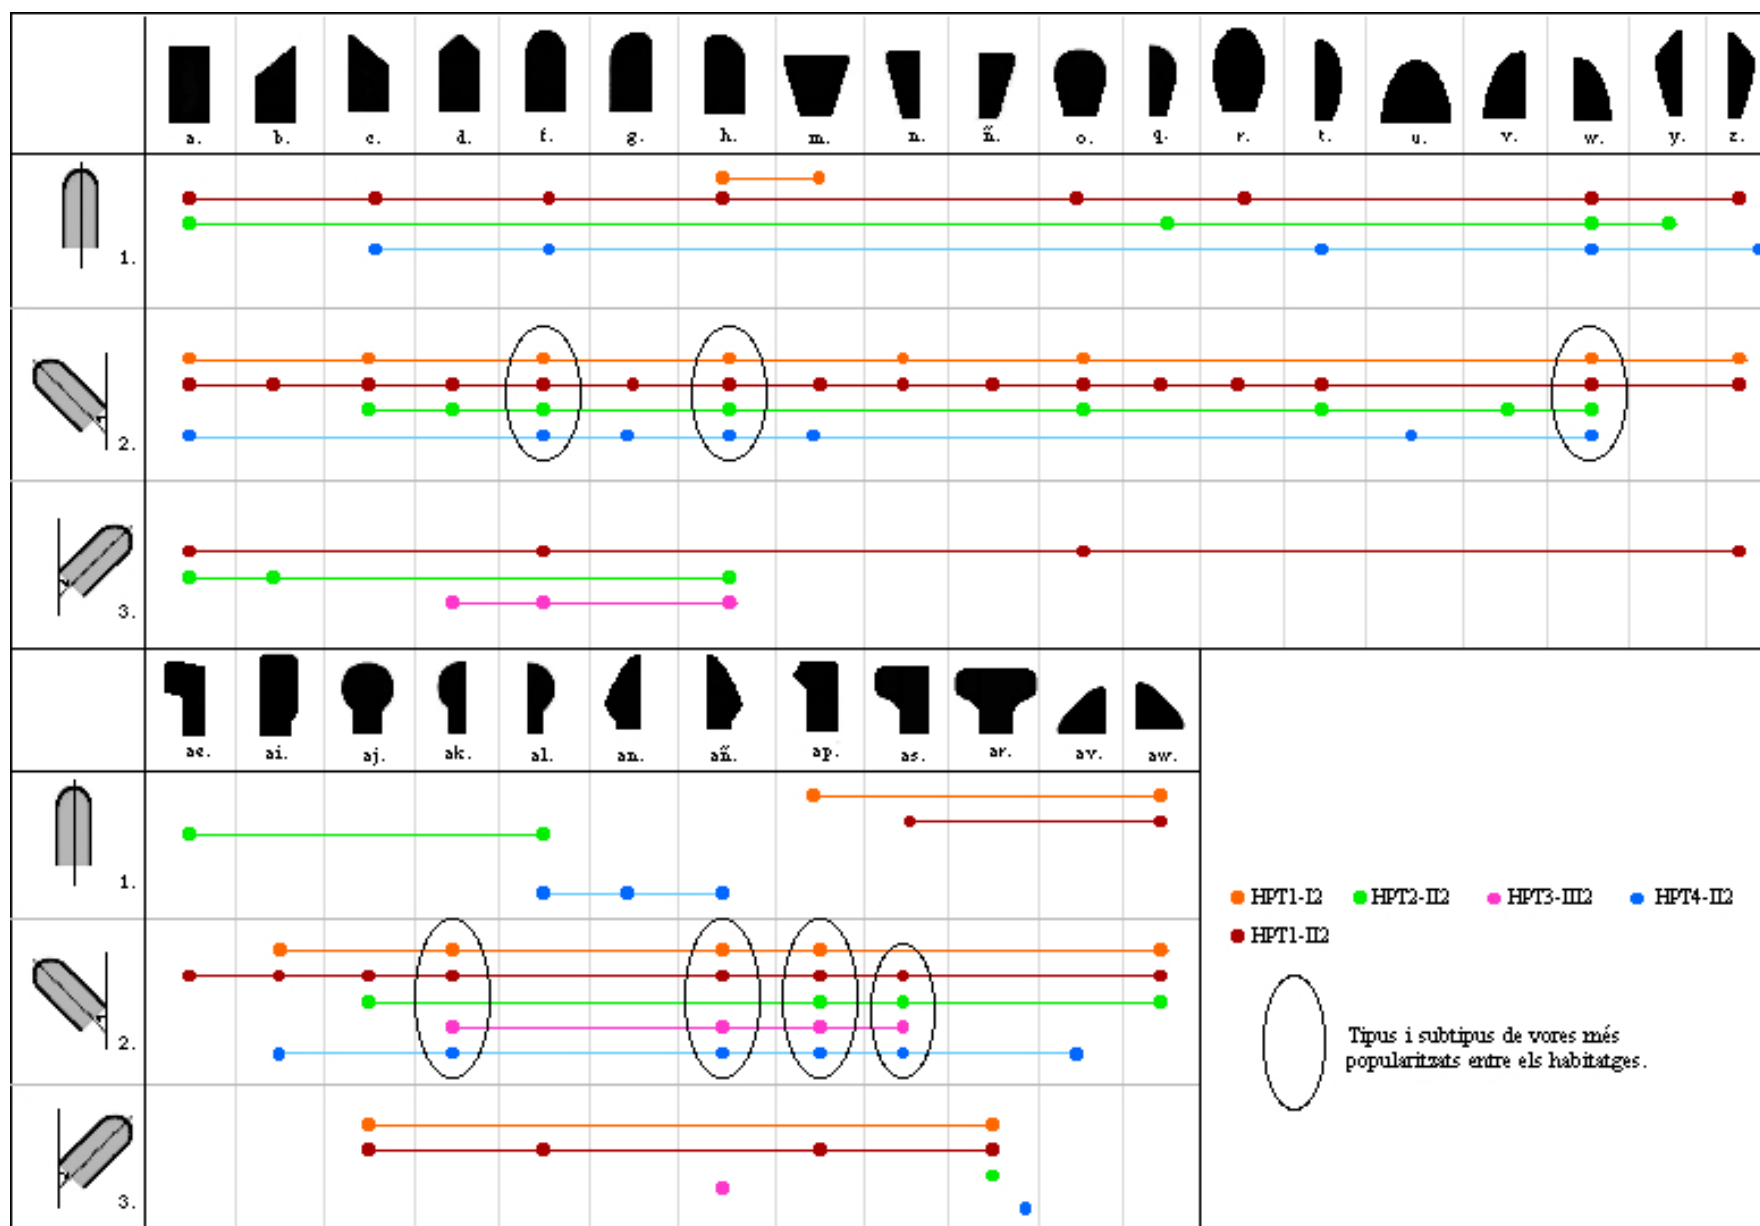 a. b. c. d. f. g. h. m. n. ñ. o. q. r. t. u. v. w. y. z.
1.
2.
3.
ae. ai. aj. ak. al. an. añ. ap. as. ar. av. aw.
1.
2.
3.
HPT1-I2 HPT2-II2 HPT3-III2 HPT4-II2
HPT1-II2
Tipus i subtipus de vores més
popularitzats entre els habitatges.